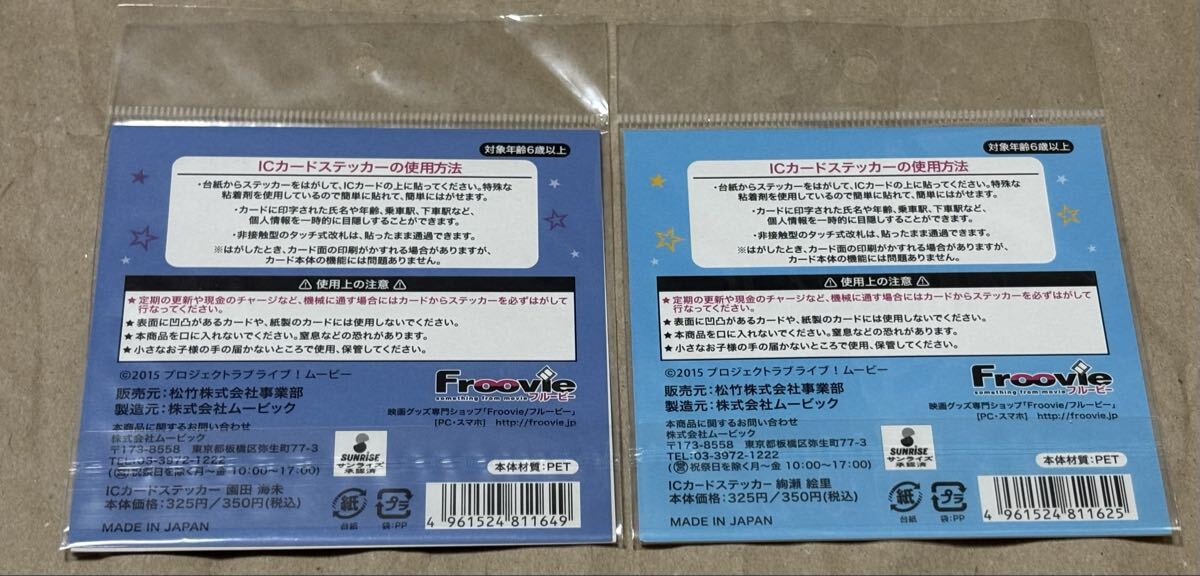 対象年齢6歳以上
ICカードステッカーの使用方法
・台紙からステッカーをはがして、ICカードの上に貼ってください。特殊な
粘着剤を使用しているので簡単に貼れて、簡単にはがせます。
・カードに印字された氏名や年齢、乗車駅、下車駅など、
個人情報を一時的に目隠しすることができます。
・非接触型のタッチ式改札は、貼ったまま通過できます。
※はがしたとき、カード面の印刷がかすれる場合がありますが、
カード本体の機能には問題ありません。
⚠ 使用上の注意 ⚠
★定期の更新や現金のチャージなど、機械に通す場合にはカードからステッカーを必ずはがして
行なってください。
★表面に凹凸があるカードや、紙製のカードには使用しないでください。
★本商品を口に入れないでください。窒息などの恐れがあります。
★小さなお子様の手の届かないところで使用、保管してください。
©2015 プロジェクトラブライブ！ムービー
販売元：松竹株式会社事業部
製造元：株式会社ムービック
Froovie
something from movie フルービー
映画グッズ専門ショップ「Froovie/フルービー」
[PC・スマホ] http://froovie.jp
本商品に関するお問い合わせ
株式会社ムービック
〒173-8558 東京都板橋区弥生町77-3
TEL:03-3972-1222
(営)祝祭日を除く月～金 10:00～17:00)
SUNRISE
サンライズ
承認済
本体材質：PET
ICカードステッカー 園田 海未
本体価格：325円／350円(税込)
MADE IN JAPAN
紙
台紙
プラ
袋:PP
4 961524 811649
対象年齢6歳以上
ICカードステッカーの使用方法
・台紙からステッカーをはがして、ICカードの上に貼ってください。特殊な
粘着剤を使用しているので簡単に貼れて、簡単にはがせます。
・カードに印字された氏名や年齢、乗車駅、下車駅など、
個人情報を一時的に目隠しすることができます。
・非接触型のタッチ式改札は、貼ったまま通過できます。
※はがしたとき、カード面の印刷がかすれる場合がありますが、
カード本体の機能には問題ありません。
⚠ 使用上の注意 ⚠
★定期の更新や現金のチャージなど、機械に通す場合にはカードからステッカーを必ずはがして
行なってください。
★表面に凹凸があるカードや、紙製のカードには使用しないでください。
★本商品を口に入れないでください。窒息などの恐れがあります。
★小さなお子様の手の届かないところで使用、保管してください。
©2015 プロジェクトラブライブ！ムービー
販売元：松竹株式会社事業部
製造元：株式会社ムービック
Froovie
something from movie フルービー
映画グッズ専門ショップ「Froovie/フルービー」
[PC・スマホ] http://froovie.jp
本商品に関するお問い合わせ
株式会社ムービック
〒173-8558 東京都板橋区弥生町77-3
TEL:03-3972-1222
(営)祝祭日を除く月～金 10:00～17:00)
SUNRISE
サンライズ
承認済
本体材質：PET
ICカードステッカー 絢瀬 絵里
本体価格：325円／350円(税込)
MADE IN JAPAN
紙
台紙
プラ
袋:PP
4 961524 811625